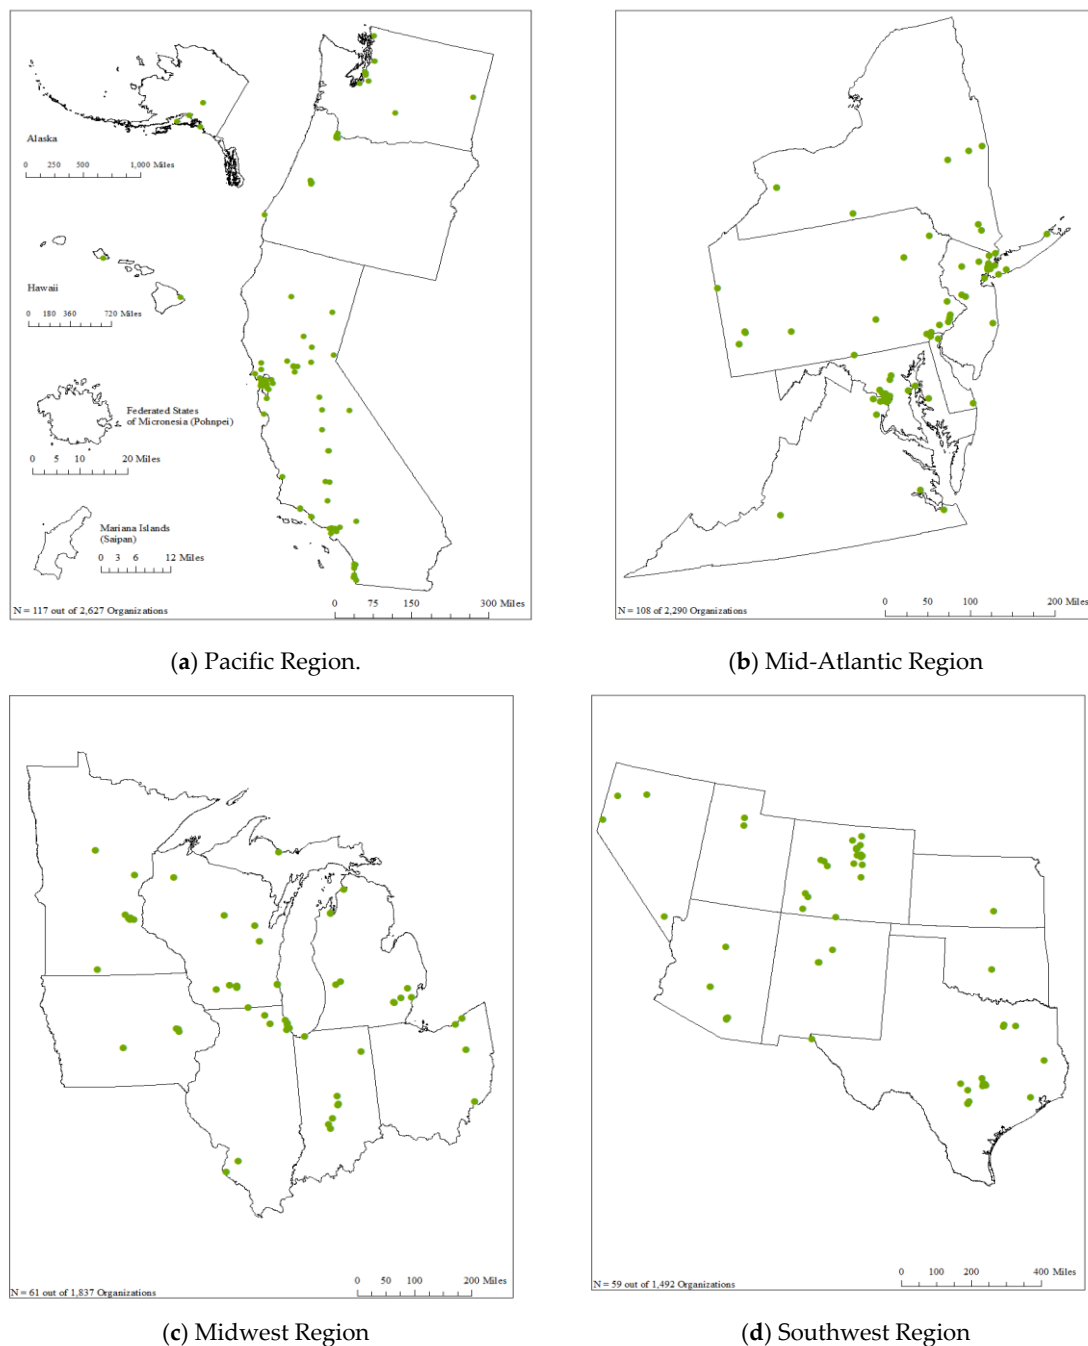 Alaska
0 250 500 1,000 Miles
Hawaii
0 180 360 720 Miles
Federated States
of Micronesia (Pohnpei)
0 5 10 20 Miles
Mariana Islands
(Saipan)
0 3 6 12 Miles
N = 117 out of 2,627 Organizations
0 75 150 300 Miles
N = 108 of 2,290 Organizations
0 50 100 200 Miles
(a) Pacific Region.
(b) Mid-Atlantic Region
N = 61 out of 1,837 Organizations
0 50 100 200 Miles
N = 59 out of 1,492 Organizations
0 100 200 400 Miles
(c) Midwest Region
(d) Southwest Region